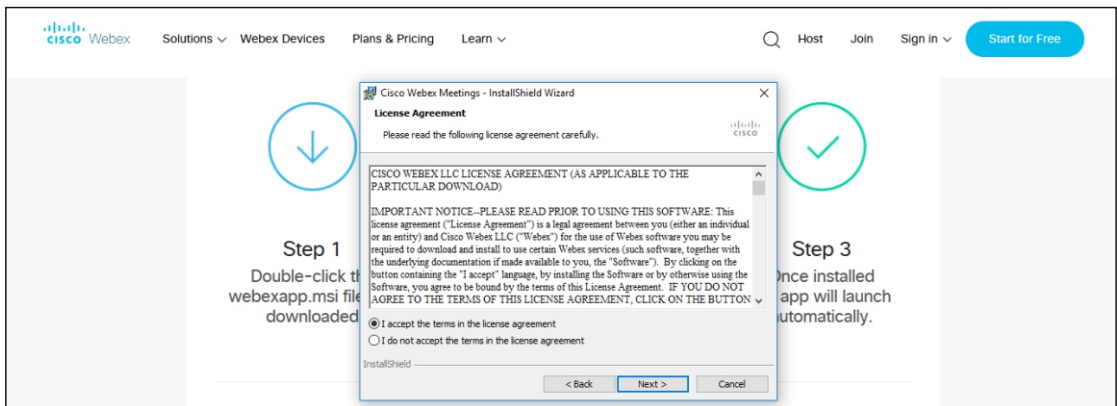 CISCO Webex Solutions Webex Devices Plans & Pricing Learn Host Join Sign in Start for Free
Cisco Webex Meetings - InstallShield Wizard
License Agreement
Please read the following license agreement carefully.
CISCO
CISCO WEBEX LLC LICENSE AGREEMENT (AS APPLICABLE TO THE
PARTICULAR DOWNLOAD)
IMPORTANT NOTICE--PLEASE READ PRIOR TO USING THIS SOFTWARE: This
license agreement ("License Agreement") is a legal agreement between you (either an individual
or an entity) and Cisco Webex LLC ("Webex") for the use of Webex software you may be
required to download and install to use certain Webex services (such software, together with
the underlying documentation if made available to you, the "Software"). By clicking on the
button containing the "I accept" language, by installing the Software or by otherwise using the
Software, you agree to be bound by the terms of this License Agreement. IF YOU DO NOT
AGREE TO THE TERMS OF THIS LICENSE AGREEMENT, CLICK ON THE BUTTON
I accept the terms in the license agreement
I do not accept the terms in the license agreement
InstallShield
< Back Next > Cancel
Step 1
Double-click
webexapp.msi file
downloaded
Step 3
installed
app will launch